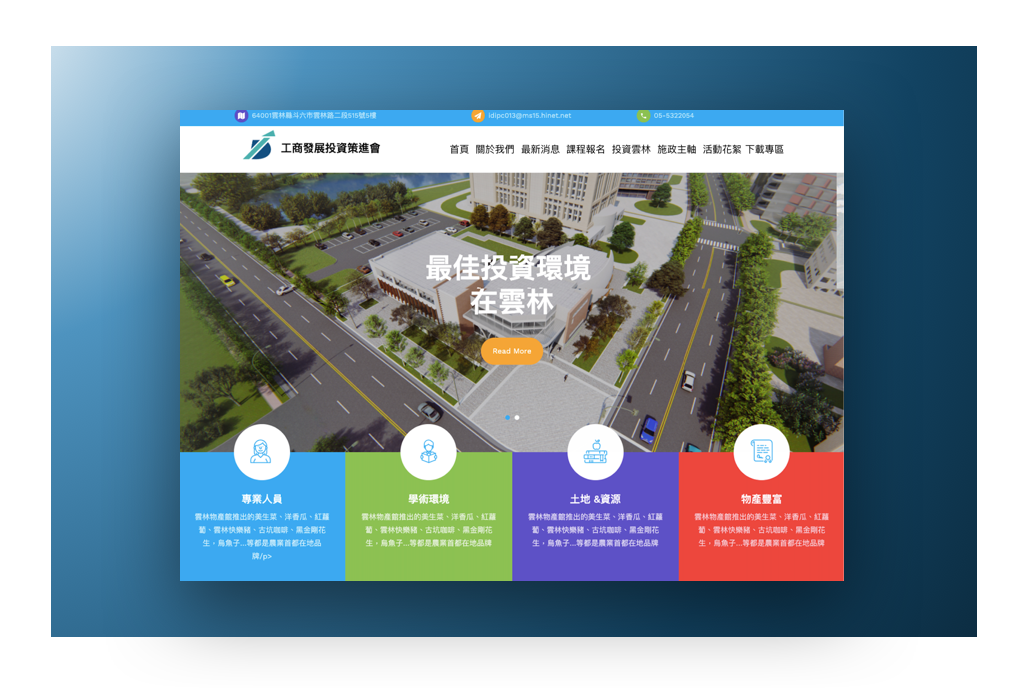 64001雲林縣斗六市雲林路二段515號5樓
idipc013@ms15.hinet.net
05-5322054
工商發展投資策進會
首頁 關於我們 最新消息 課程報名 投資雲林 施政主軸 活動花絮 下載專區
最佳投資環境
在雲林
Read More
專業人員
雲林物產館推出的美生菜、洋香瓜、紅蘿
蔔、雲林快樂豬、古坑咖啡、黑金剛花
生，烏魚子...等都是農業首都在地品
牌/p>
學術環境
雲林物產館推出的美生菜、洋香瓜、紅蘿
蔔、雲林快樂豬、古坑咖啡、黑金剛花
生，烏魚子...等都是農業首都在地品牌
土地 &資源
雲林物產館推出的美生菜、洋香瓜、紅蘿
蔔、雲林快樂豬、古坑咖啡、黑金剛花
生，烏魚子...等都是農業首都在地品牌
物產豐富
雲林物產館推出的美生菜、洋香瓜、紅蘿
蔔、雲林快樂豬、古坑咖啡、黑金剛花
生，烏魚子...等都是農業首都在地品牌